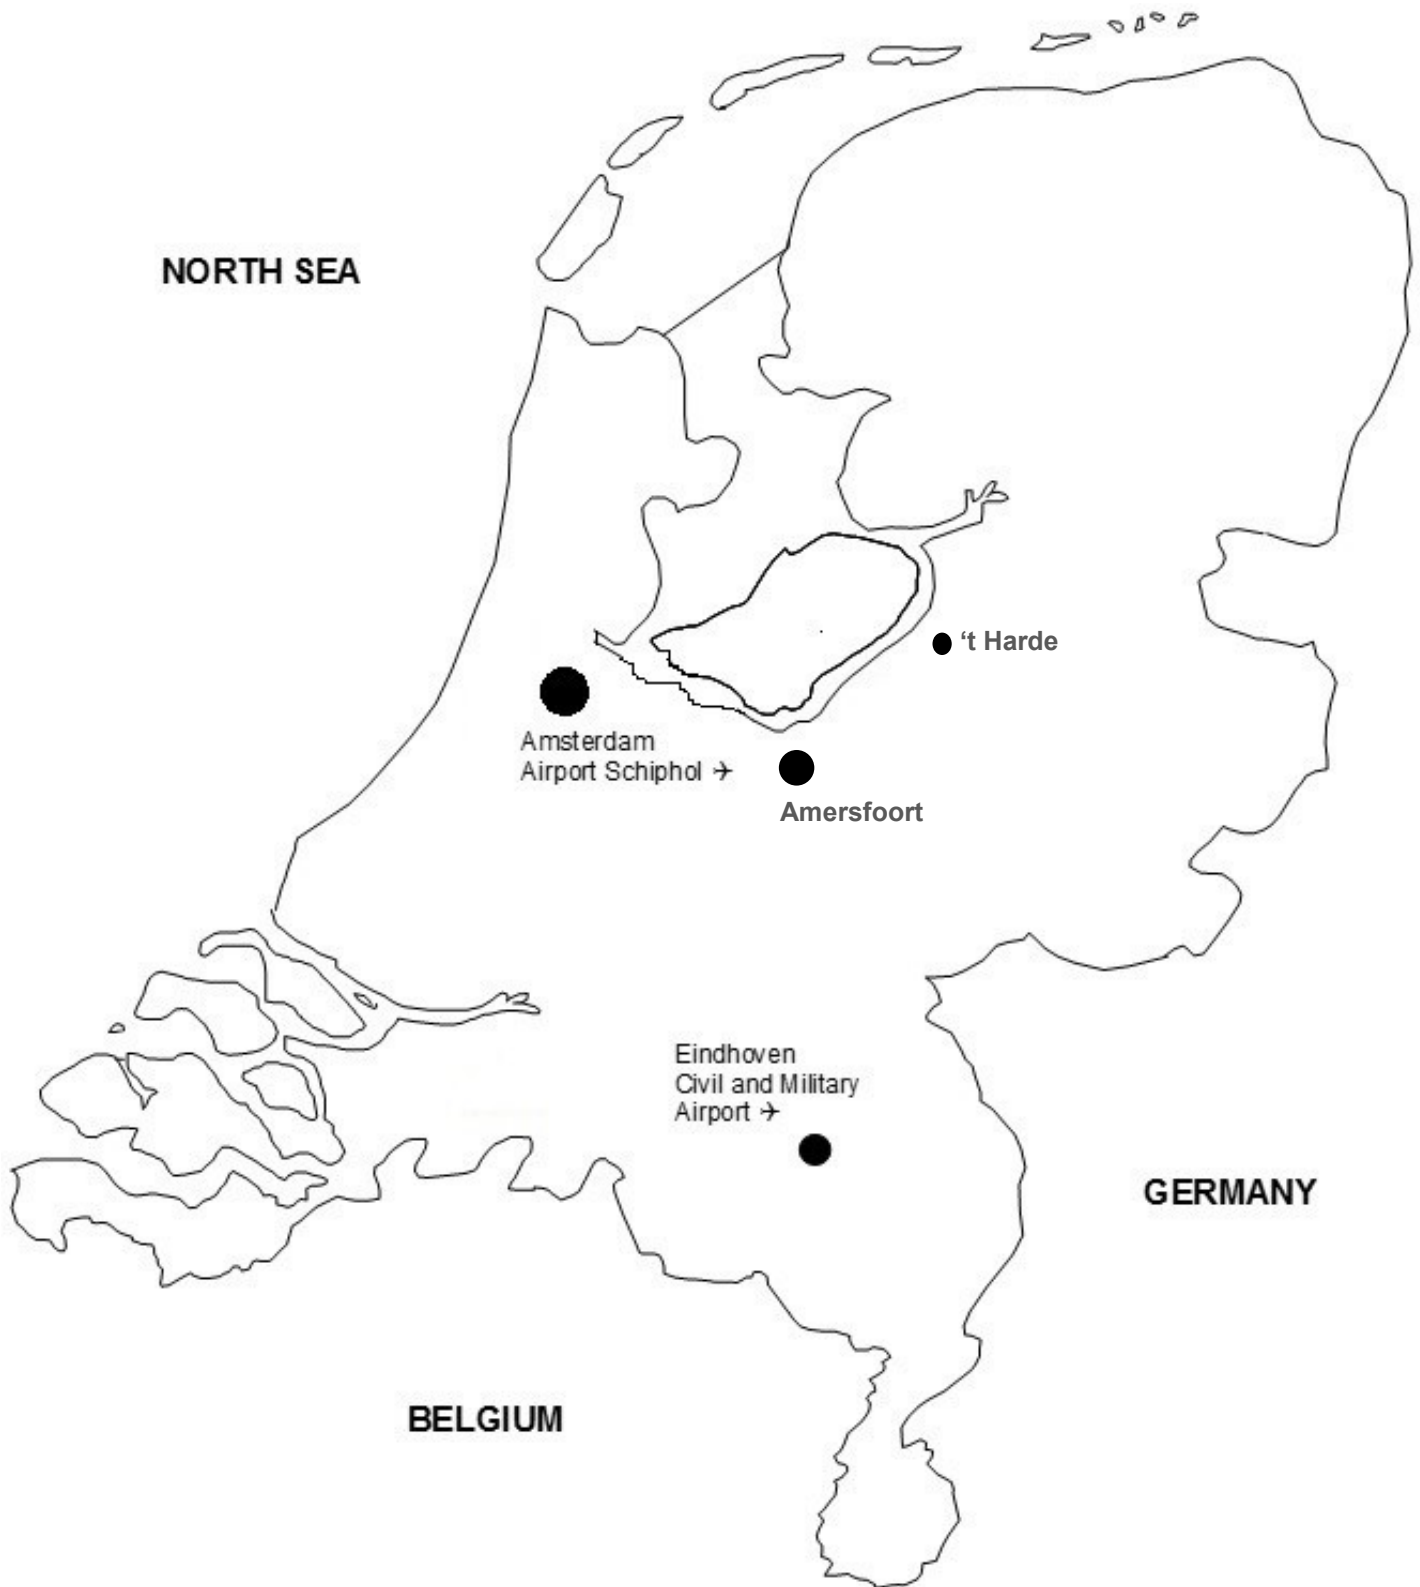 NORTH SEA
‘t Harde
Amsterdam
Airport Schiphol ✈
Amersfoort
Eindhoven
Civil and Military
Airport ✈
GERMANY
BELGIUM